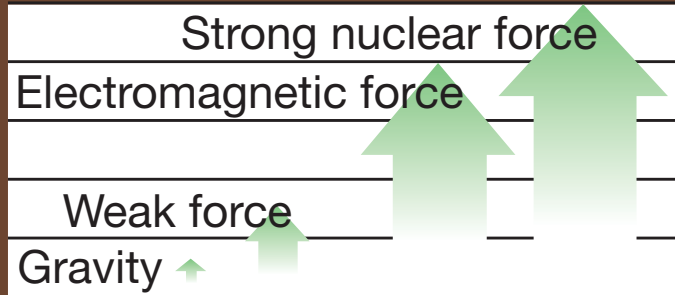 Strong nuclear force
Electromagnetic force
Weak force
Gravity